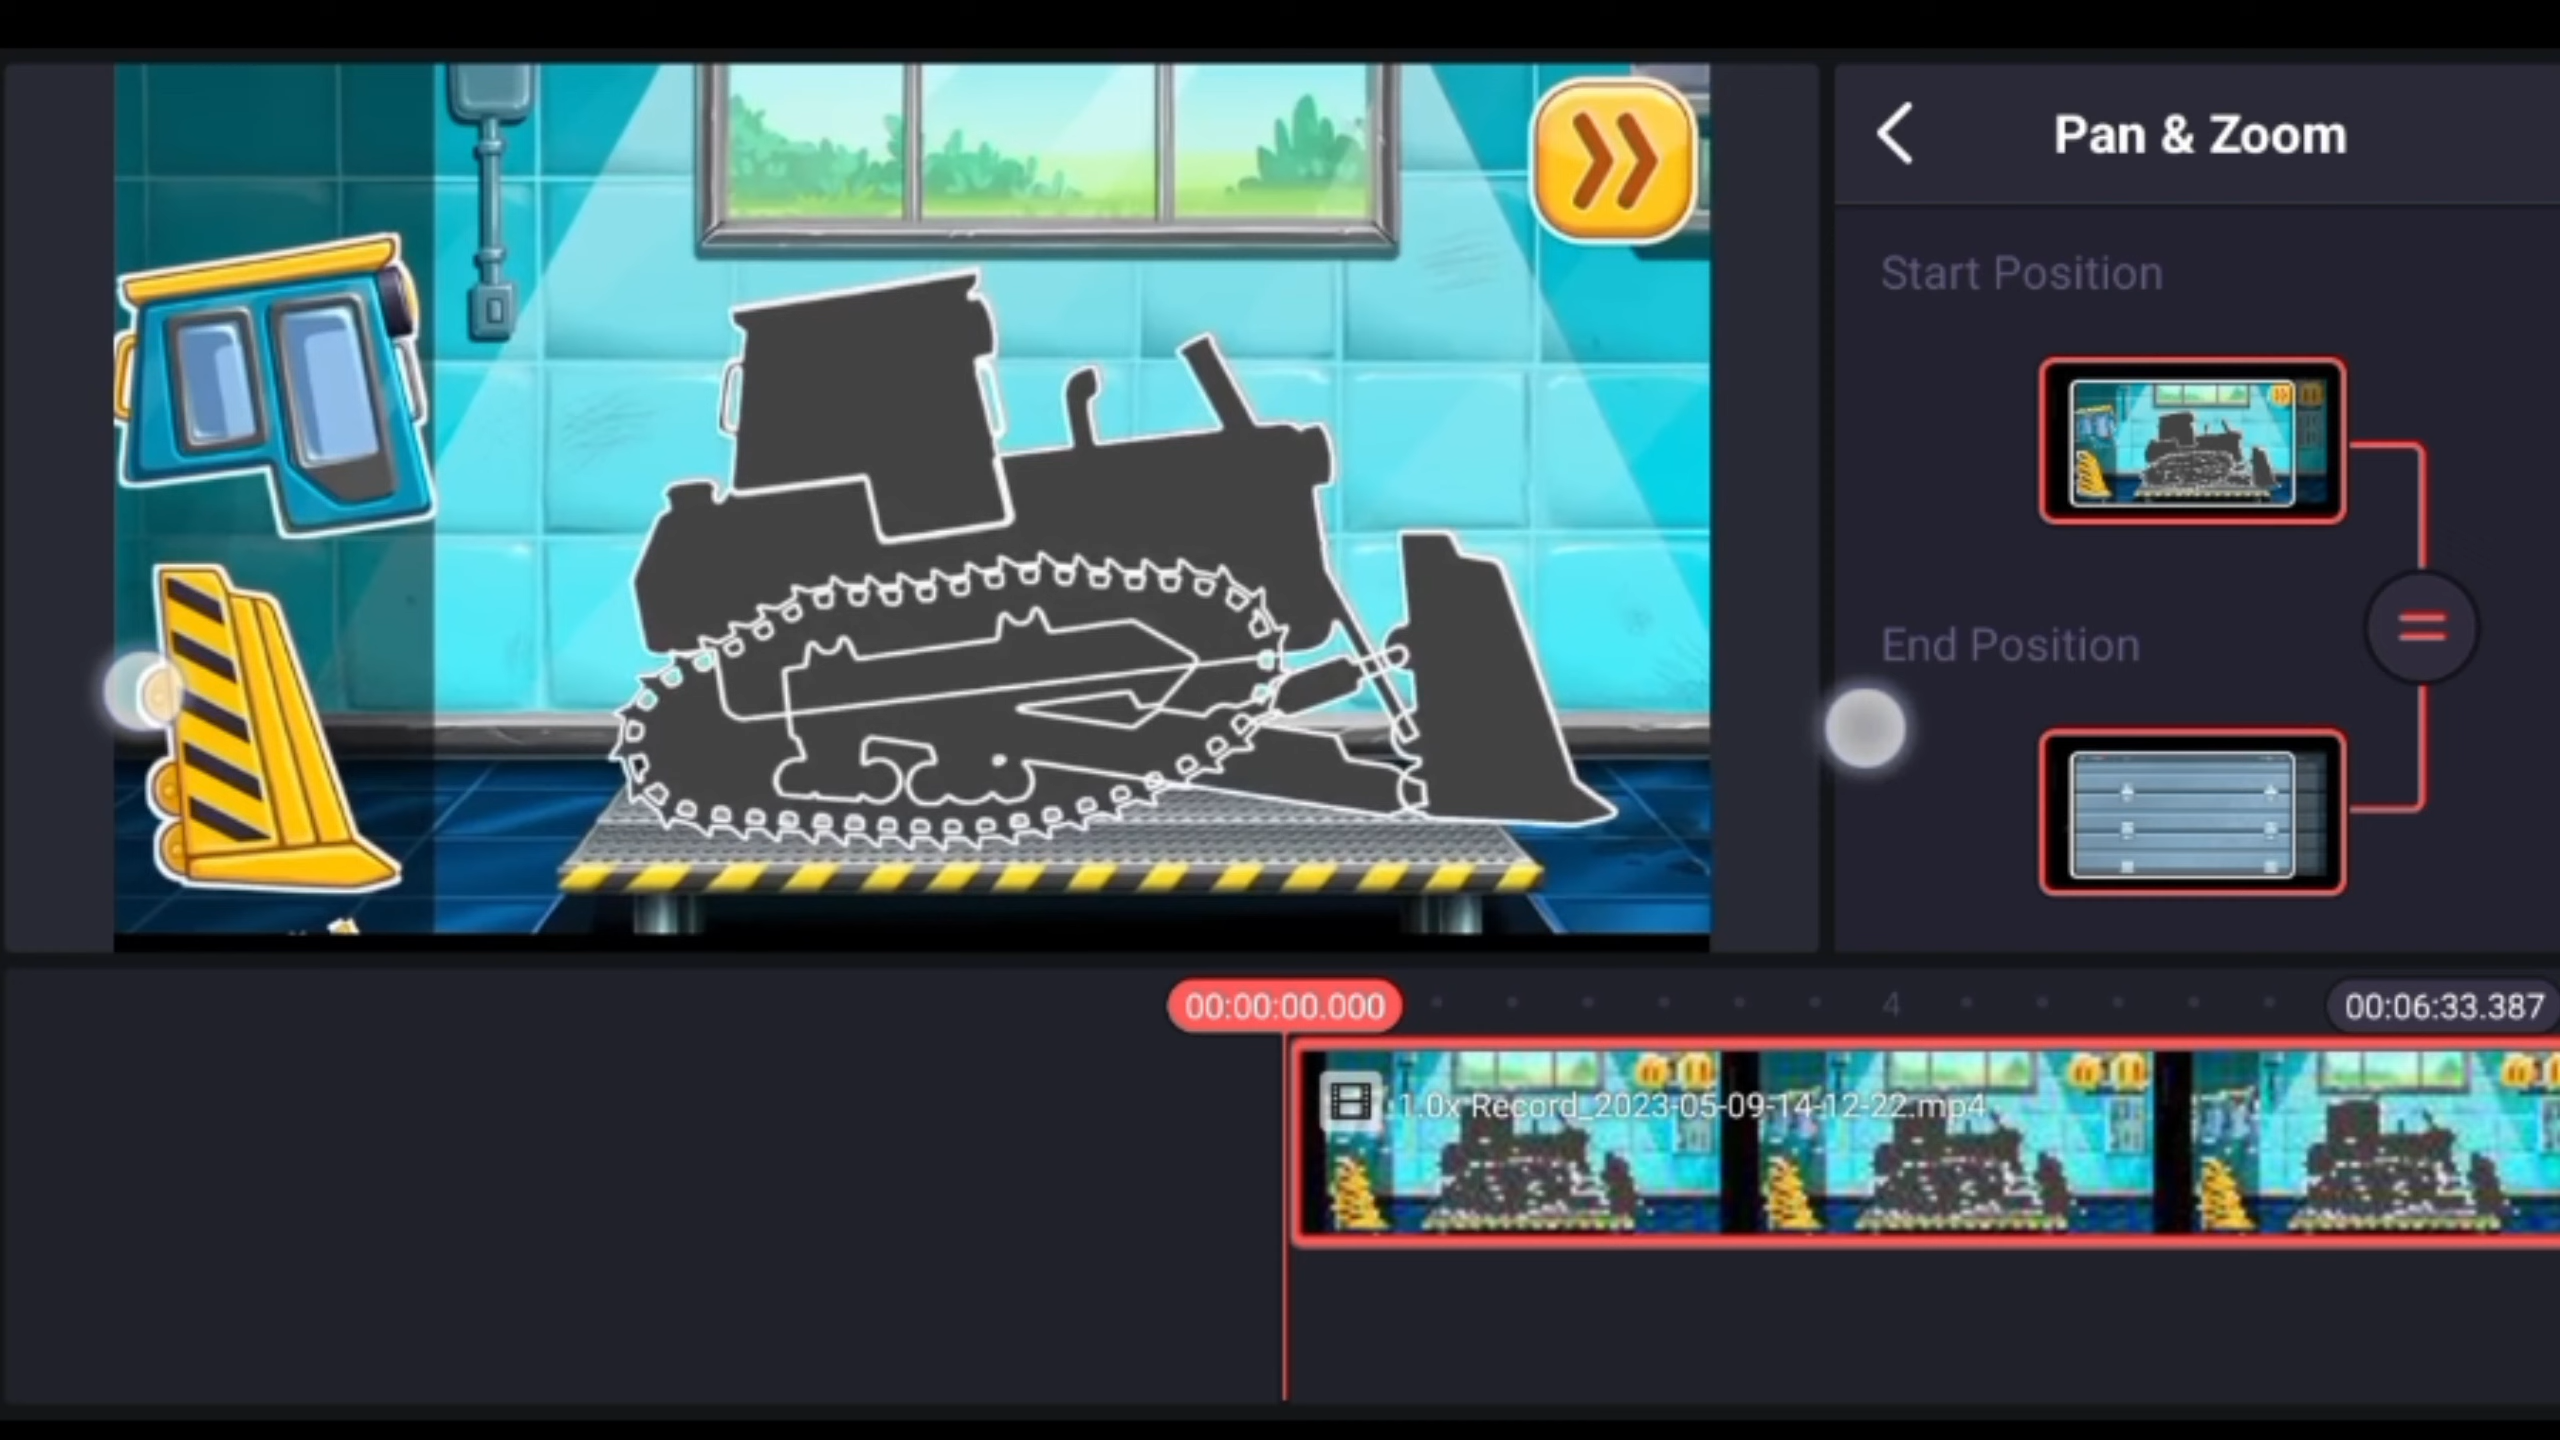 Pan & Zoom
Start Position
End Position
00:00:00.000
4
00:06:33.387
1.0x Record_2023-05-09-14-12-22.mp4